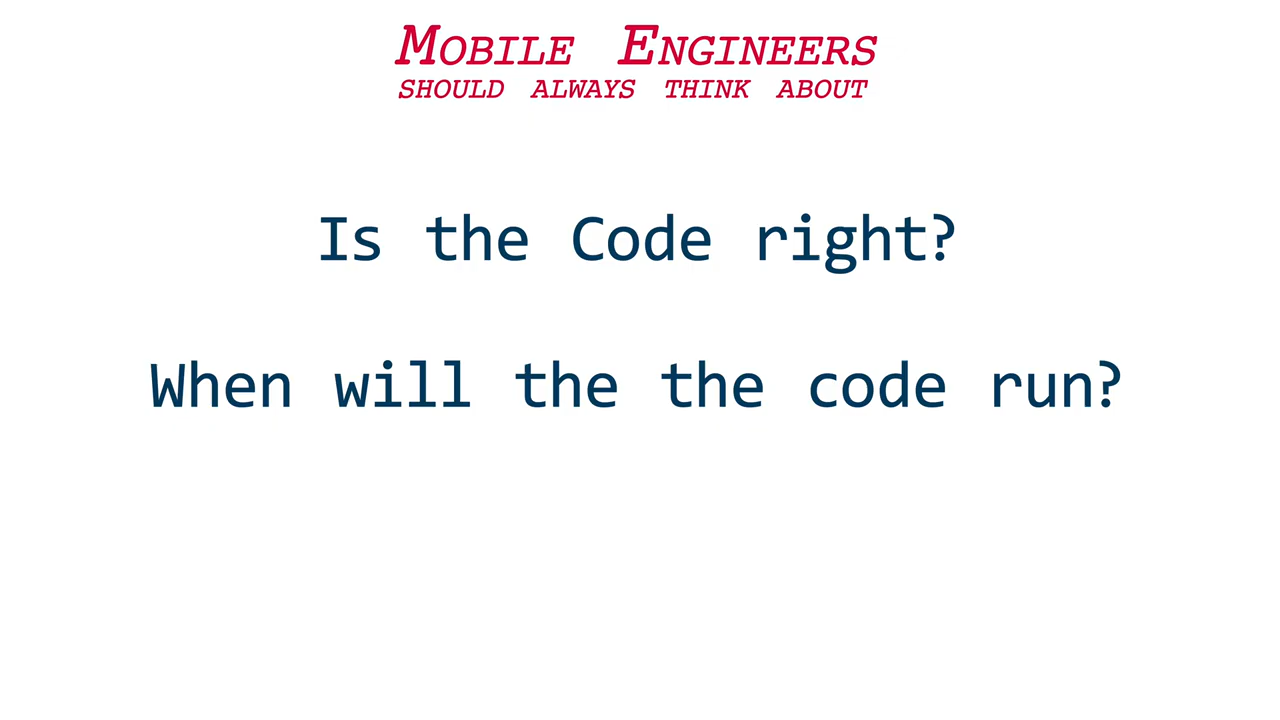 Mobile Engineers
should always think about
Is the Code right?
When will the the code run?